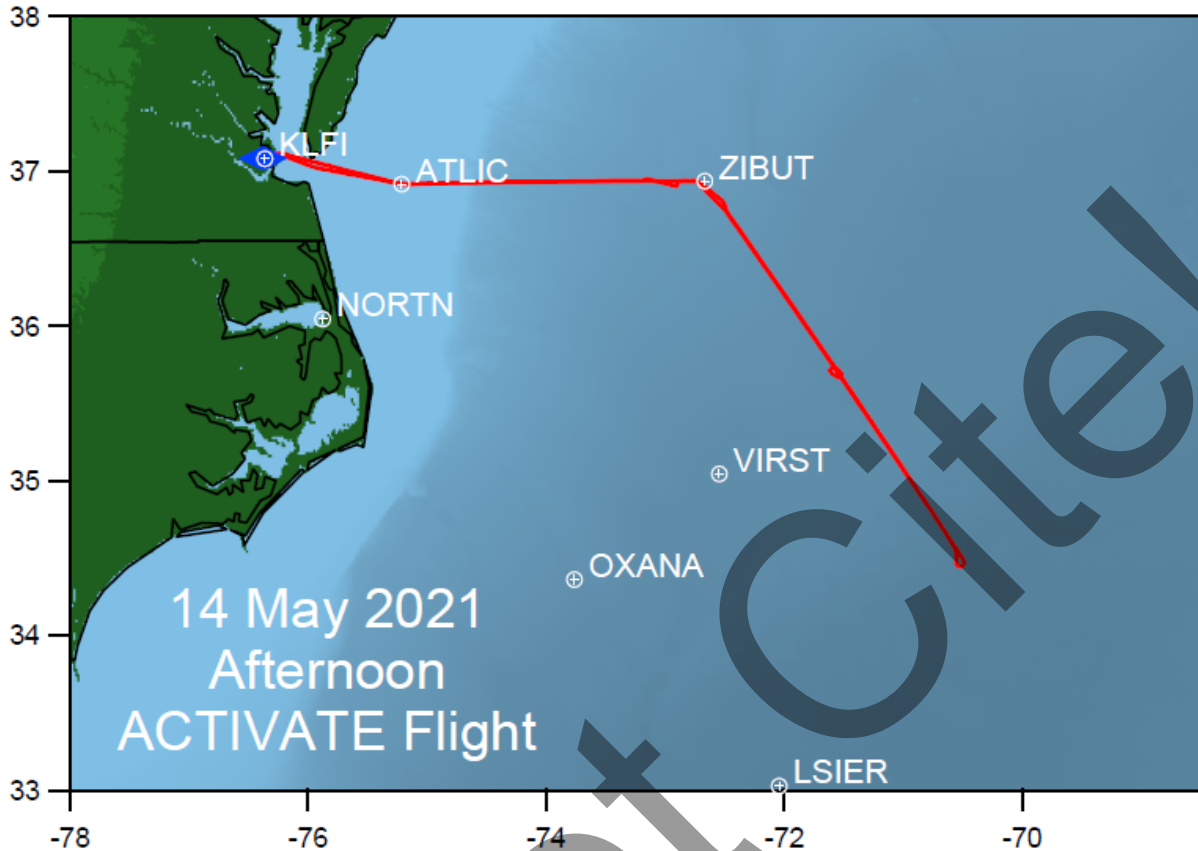 38
37
36
35
34
33
KLFI
ATLIC
ZIBUT
NORTN
VIRST
OXANA
LSIER
14 May 2021
Afternoon
ACTIVATE Flight
-78
-76
-74
-72
-70
t Cite